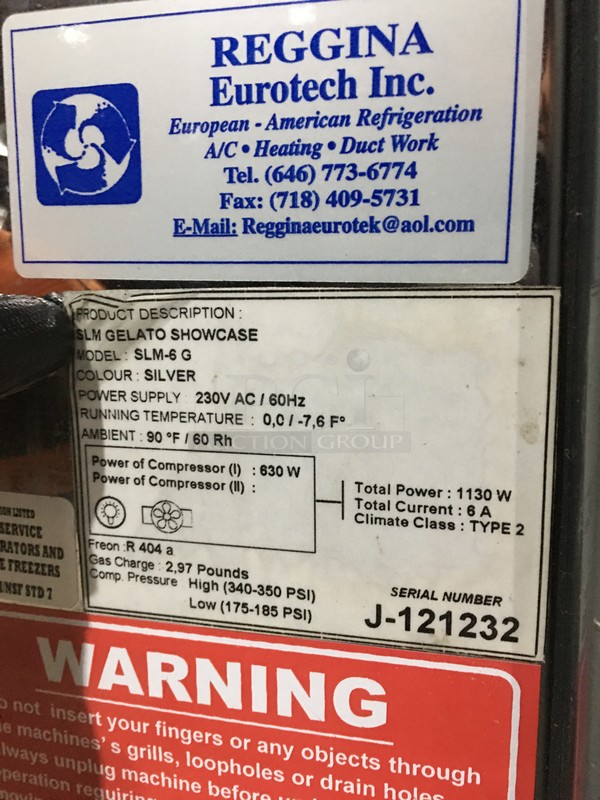 REGGINA
Eurotech Inc.
European - American Refrigeration
A/C • Heating • Duct Work
Tel. (646) 773-6774
Fax: (718) 409-5731
E-Mail: Regginaeurotek@aol.com
PRODUCT DESCRIPTION :
SLM GELATO SHOWCASE
MODEL : SLM-6 G
COLOUR : SILVER
POWER SUPPLY : 230V AC / 60Hz
RUNNING TEMPERATURE : 0,0 / -7,6 F°
AMBIENT : 90 °F / 60 Rh
Power of Compressor (I) : 630 W
Power of Compressor (II) :
Total Power : 1130 W
Total Current : 6 A
Climate Class : TYPE 2
Freon :R 404 a
Gas Charge : 2,97 Pounds
Comp. Pressure High (340-350 PSI)
Low (175-185 PSI)
SERIAL NUMBER
J-121232
LISTED
SERVICE
AND
FREEZERS
NSF STD 7
AUCTION GROUP
WARNING
not insert your fingers or any objects through
machines' s grills, loopholes or drain holes
always unplug machine before
operation